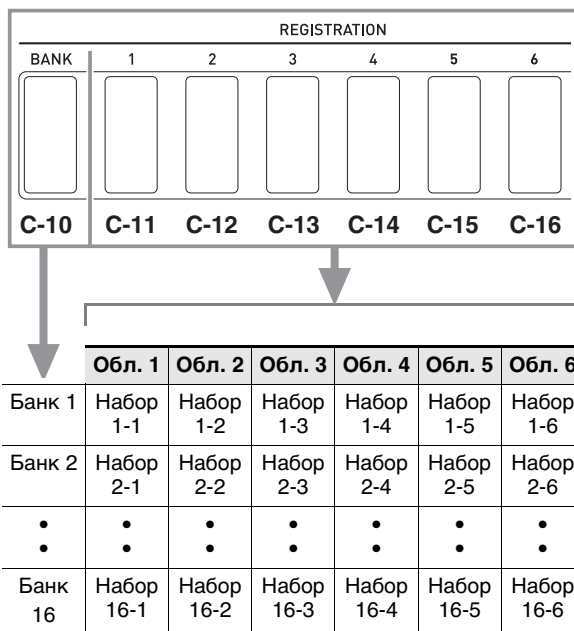 REGISTRATION
BANK 1 2 3 4 5 6
C-10 C-11 C-12 C-13 C-14 C-15 C-16
Обл. 1 Обл. 2 Обл. 3 Обл. 4 Обл. 5 Обл. 6
Банк 1 Набор 1-1 Набор 1-2 Набор 1-3 Набор 1-4 Набор 1-5 Набор 1-6
Банк 2 Набор 2-1 Набор 2-2 Набор 2-3 Набор 2-4 Набор 2-5 Набор 2-6
• • • • • • •
• • • • • • •
Банк 16 Набор 16-1 Набор 16-2 Набор 16-3 Набор 16-4 Набор 16-5 Набор 16-6